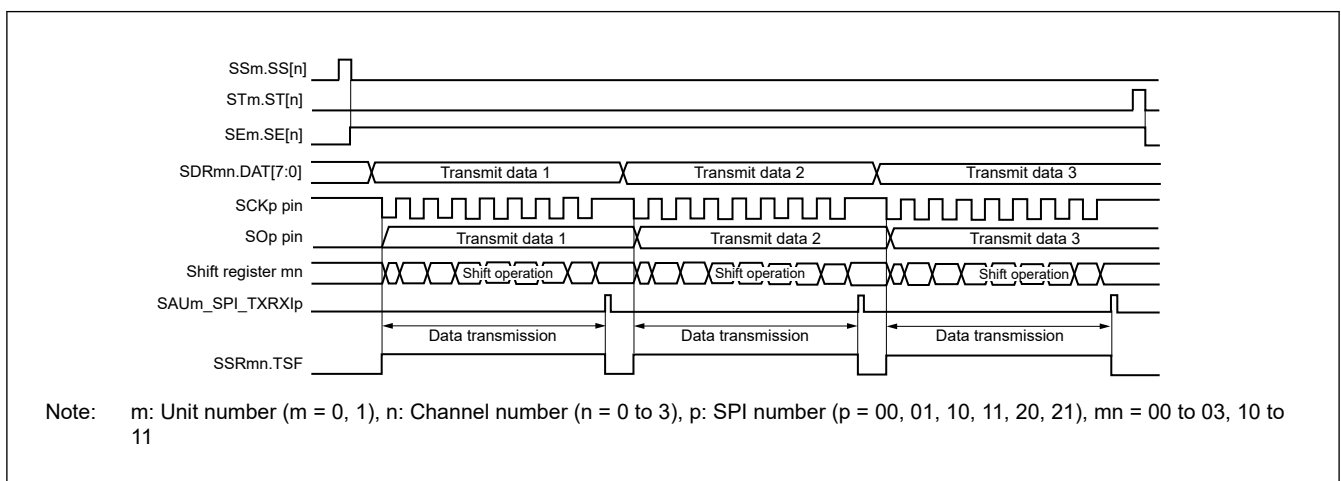 SSm.SS[n]
STm.ST[n]
SEm.SE[n]
SDRmn.DAT[7:0] Transmit data 1 Transmit data 2 Transmit data 3
SCKp pin
SOp pin Transmit data 1 Transmit data 2 Transmit data 3
Shift register mn Shift operation Shift operation Shift operation
SAUm_SPI_TXRXIp
Data transmission Data transmission Data transmission
SSRmn.TSF
Note: m: Unit number (m = 0, 1), n: Channel number (n = 0 to 3), p: SPI number (p = 00, 01, 10, 11, 20, 21), mn = 00 to 03, 10 to
11